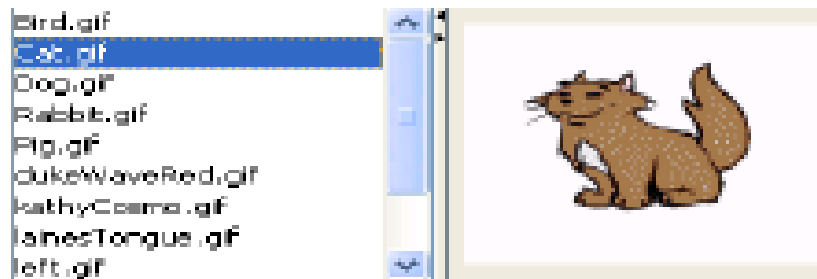 Bird.gif
Cat.gif
Dog.gif
Rabbit.gif
Pig.gif
dukeWaveRed.gif
kathyCosmo.gif
lainesTongue.gif
left.gif